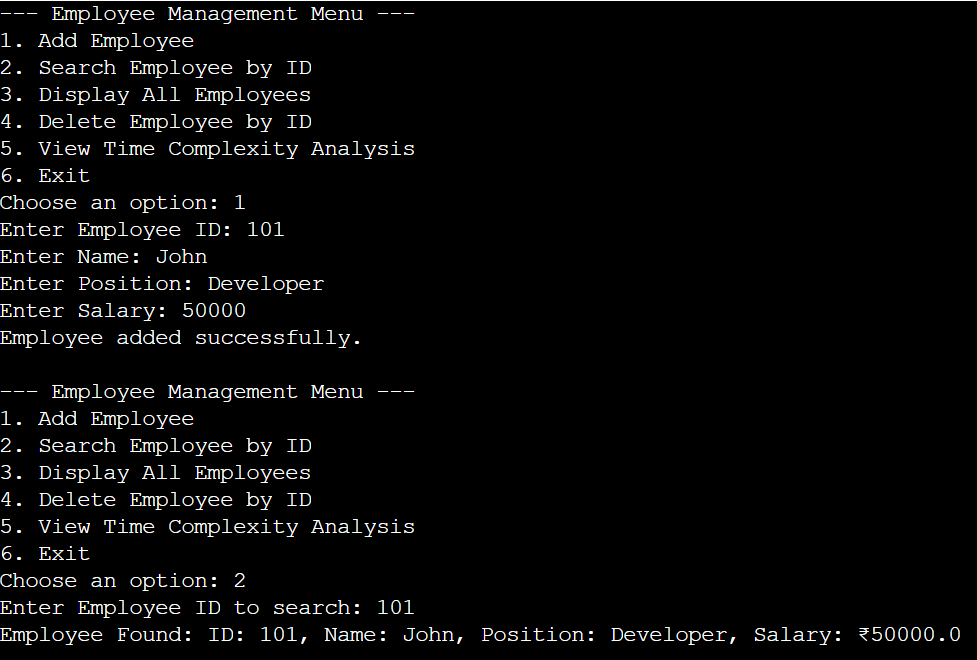 --- Employee Management Menu ---
1. Add Employee
2. Search Employee by ID
3. Display All Employees
4. Delete Employee by ID
5. View Time Complexity Analysis
6. Exit
Choose an option: 1
Enter Employee ID: 101
Enter Name: John
Enter Position: Developer
Enter Salary: 50000
Employee added successfully.

--- Employee Management Menu ---
1. Add Employee
2. Search Employee by ID
3. Display All Employees
4. Delete Employee by ID
5. View Time Complexity Analysis
6. Exit
Choose an option: 2
Enter Employee ID to search: 101
Employee Found: ID: 101, Name: John, Position: Developer, Salary: ₹50000.0